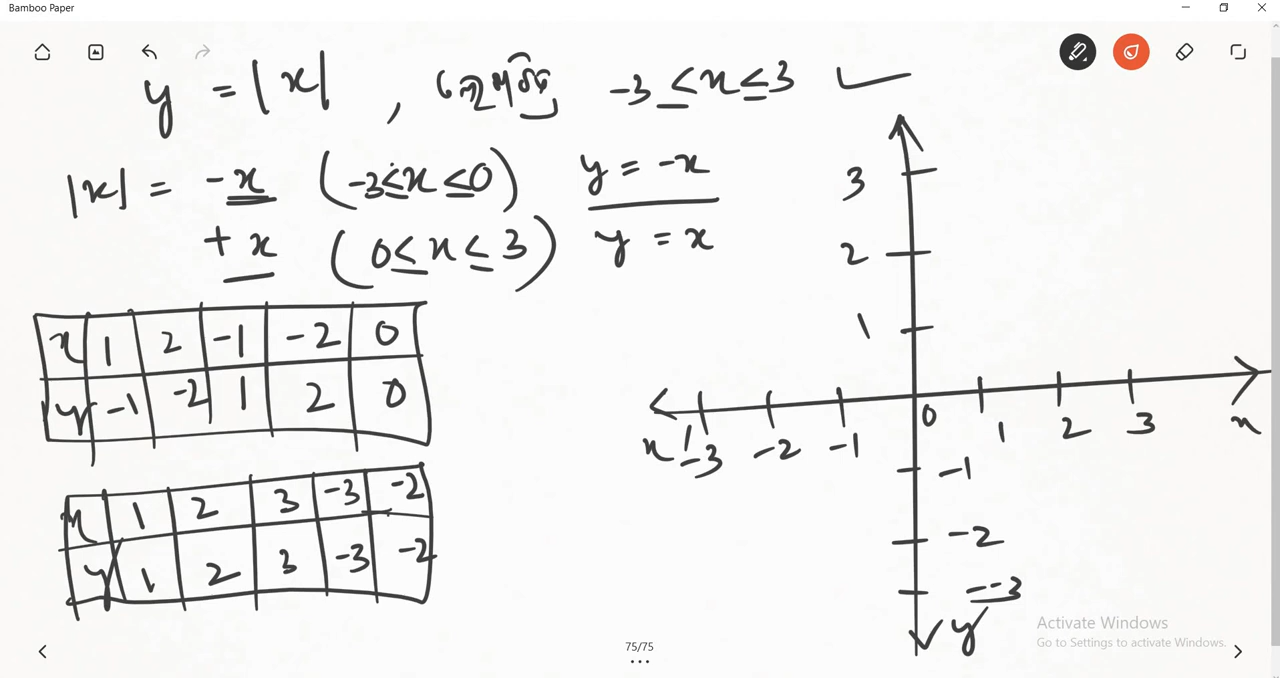 Bamboo Paper
y = |x| , -3 ≤ x ≤ 3
|x| = -x (-3 ≤ x ≤ 0) y = -x
+ x (0 ≤ x ≤ 3) y = x
x 1 2 -1 -2 0
y -1 -2 1 2 0
x 1 2 3 -3 -2
y 1 2 3 -3 -2
3
2
1
x' -3 -2 -1 0 1 2 3 x
-1
-2
--3
y
Activate Windows
Go to Settings to activate Windows.
75/75